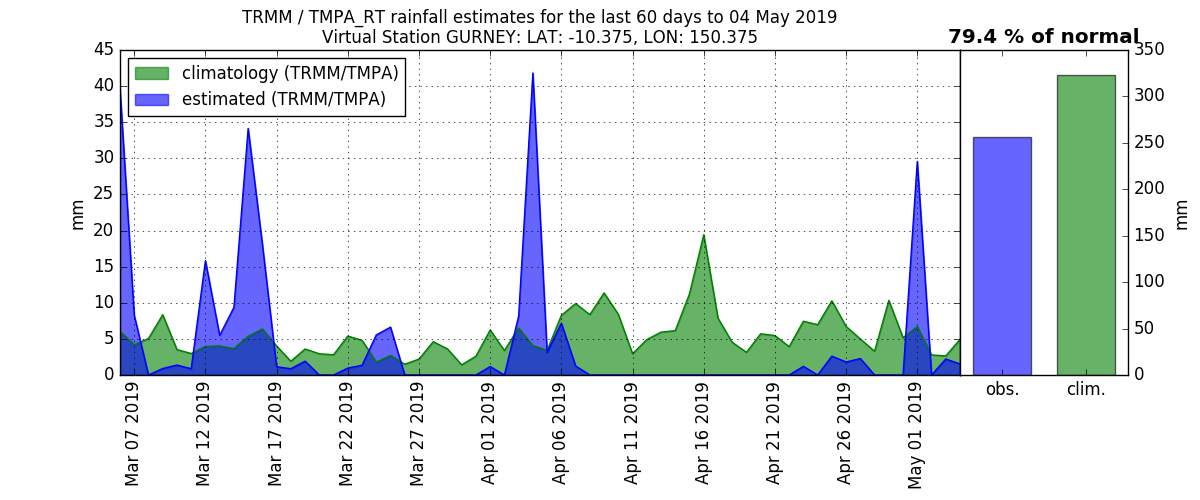 TRMM / TMPA_RT rainfall estimates for the last 60 days to 04 May 2019
Virtual Station GURNEY: LAT: -10.375, LON: 150.375
79.4 % of normal
climatology (TRMM/TMPA)
estimated (TRMM/TMPA)
45
40
35
30
25
20
15
10
5
0
mm
Mar 07 2019
Mar 12 2019
Mar 17 2019
Mar 22 2019
Mar 27 2019
Apr 01 2019
Apr 06 2019
Apr 11 2019
Apr 16 2019
Apr 21 2019
Apr 26 2019
May 01 2019
obs.
clim.
350
300
250
200
150
100
50
0
mm